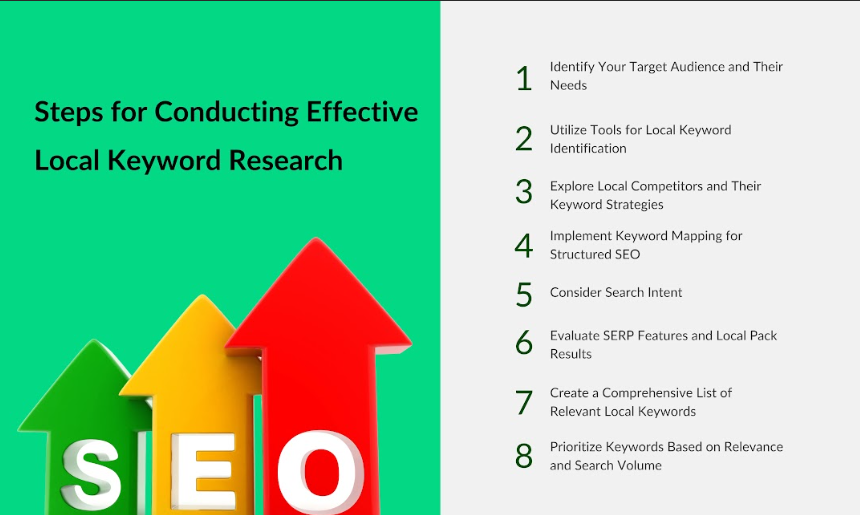 Steps for Conducting Effective
Local Keyword Research
SEO
1
Identify Your Target Audience and Their
Needs
2
Utilize Tools for Local Keyword
Identification
3
Explore Local Competitors and Their
Keyword Strategies
4
Implement Keyword Mapping for
Structured SEO
5
Consider Search Intent
6
Evaluate SERP Features and Local Pack
Results
7
Create a Comprehensive List of
Relevant Local Keywords
8
Prioritize Keywords Based on Relevance
and Search Volume